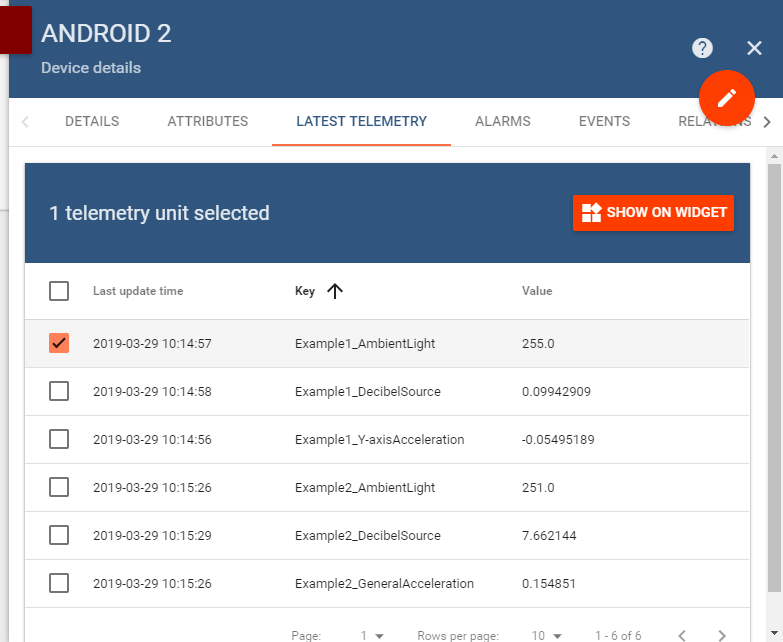 ANDROID 2
Device details
?
DETAILS ATTRIBUTES LATEST TELEMETRY ALARMS EVENTS
1 telemetry unit selected
SHOW ON WIDGET
Last update time Key Value
2019-03-29 10:14:57 Example1_AmbientLight 255.0
2019-03-29 10:14:58 Example1_DecibelSource 0.09942909
2019-03-29 10:14:56 Example1_Y-axisAcceleration -0.05495189
2019-03-29 10:15:26 Example2_AmbientLight 251.0
2019-03-29 10:15:29 Example2_DecibelSource 7.662144
2019-03-29 10:15:26 Example2_GeneralAcceleration 0.154851
Page: 1 Rows per page: 10 1 - 6 of 6